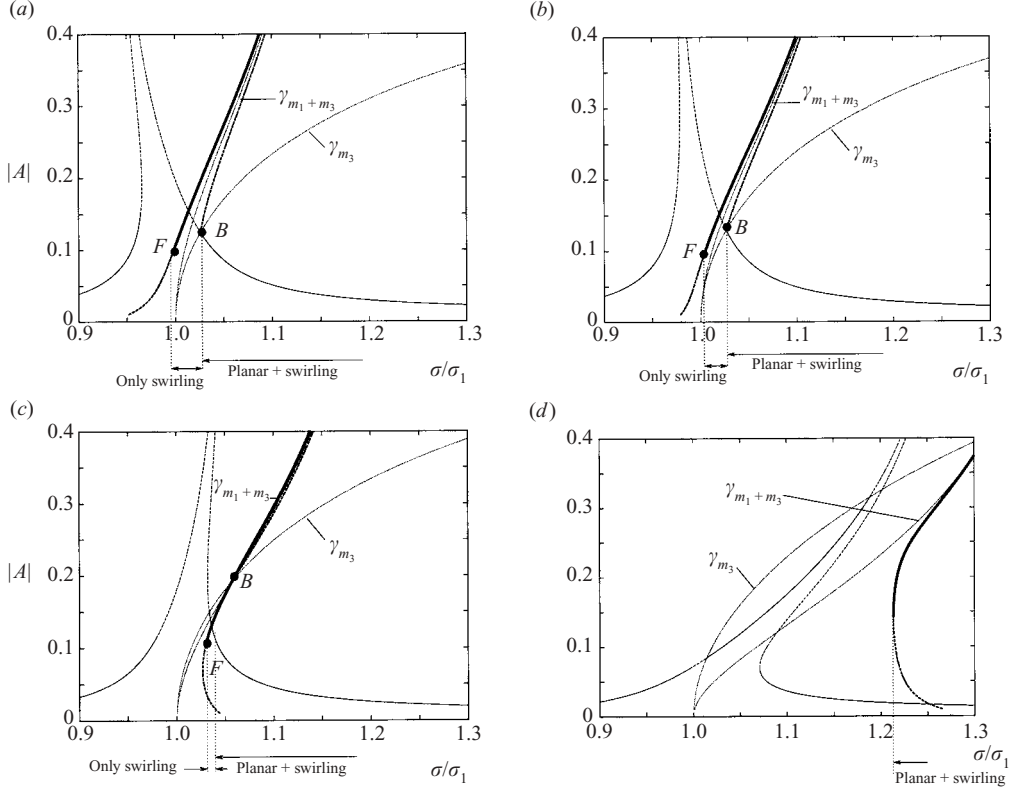 (a)
0.4
0.3
|A| 0.2
0.1
0
0.9 1.0 1.1 1.2 1.3
γm1 + m3
γm3
F
B
Only swirling
Planar + swirling
σ/σ1
(b)
0.4
0.3
0.2
0.1
0
0.9 1.0 1.1 1.2 1.3
γm1 + m3
γm3
F
B
Only swirling
Planar + swirling
σ/σ1
(c)
0.4
0.3
|A| 0.2
0.1
0
0.9 1.0 1.1 1.2 1.3
γm1 + m3
γm3
B
F
Only swirling
Planar + swirling
σ/σ1
(d)
0.4
0.3
0.2
0.1
0
0.9 1.0 1.1 1.2 1.3
γm1 + m3
γm3
σ/σ1
Planar + swirling